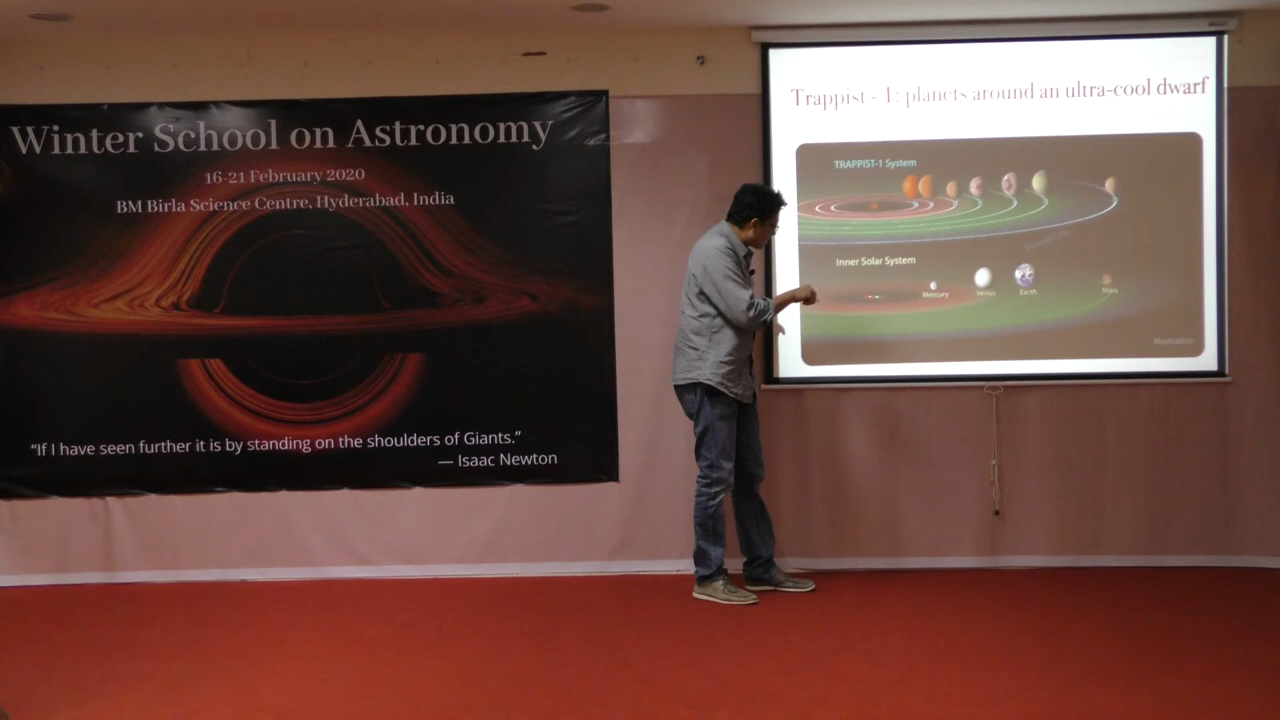 Winter School on Astronomy
16-21 February 2020
BM Birla Science Centre, Hyderabad, India
“If I have seen further it is by standing on the shoulders of Giants.”
— Isaac Newton
Trappist - 1: planets around an ultra-cool dwarf
TRAPPIST-1 System
Inner Solar System
Mercury
Venus
Earth
Mars
Illustration